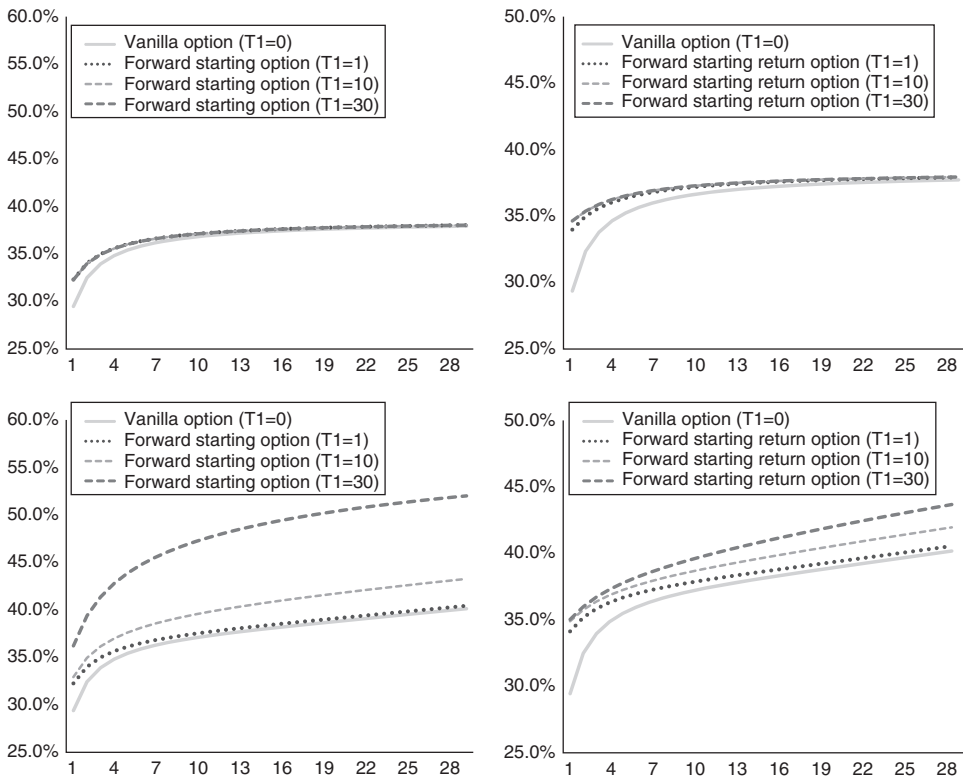 60.0%
55.0%
50.0%
45.0%
40.0%
35.0%
30.0%
25.0%
Vanilla option (T1=0)
Forward starting option (T1=1)
Forward starting option (T1=10)
Forward starting option (T1=30)
1 4 7 10 13 16 19 22 25 28
50.0%
45.0%
40.0%
35.0%
30.0%
25.0%
Vanilla option (T1=0)
Forward starting return option (T1=1)
Forward starting return option (T1=10)
Forward starting return option (T1=30)
1 4 7 10 13 16 19 22 25 28
60.0%
55.0%
50.0%
45.0%
40.0%
35.0%
30.0%
25.0%
Vanilla option (T1=0)
Forward starting option (T1=1)
Forward starting option (T1=10)
Forward starting option (T1=30)
1 4 7 10 13 16 19 22 25 28
50.0%
45.0%
40.0%
35.0%
30.0%
25.0%
Vanilla option (T1=0)
Forward starting return option (T1=1)
Forward starting return option (T1=10)
Forward starting return option (T1=30)
1 4 7 10 13 16 19 22 25 28